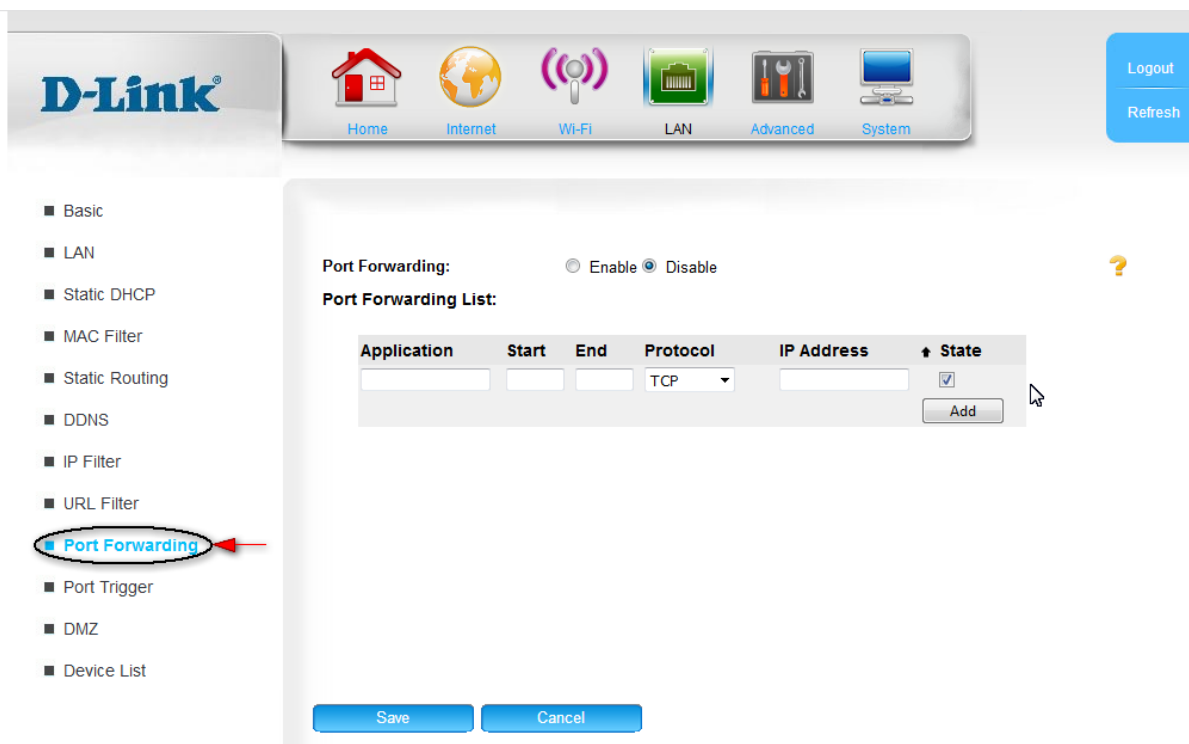 D-Link®
Home Internet Wi-Fi LAN Advanced System
Logout
Refresh
Basic
LAN
Static DHCP
MAC Filter
Static Routing
DDNS
IP Filter
URL Filter
Port Forwarding
Port Trigger
DMZ
Device List
Port Forwarding: Enable Disable
Port Forwarding List:
Application Start End Protocol IP Address State
TCP
Add
Save Cancel